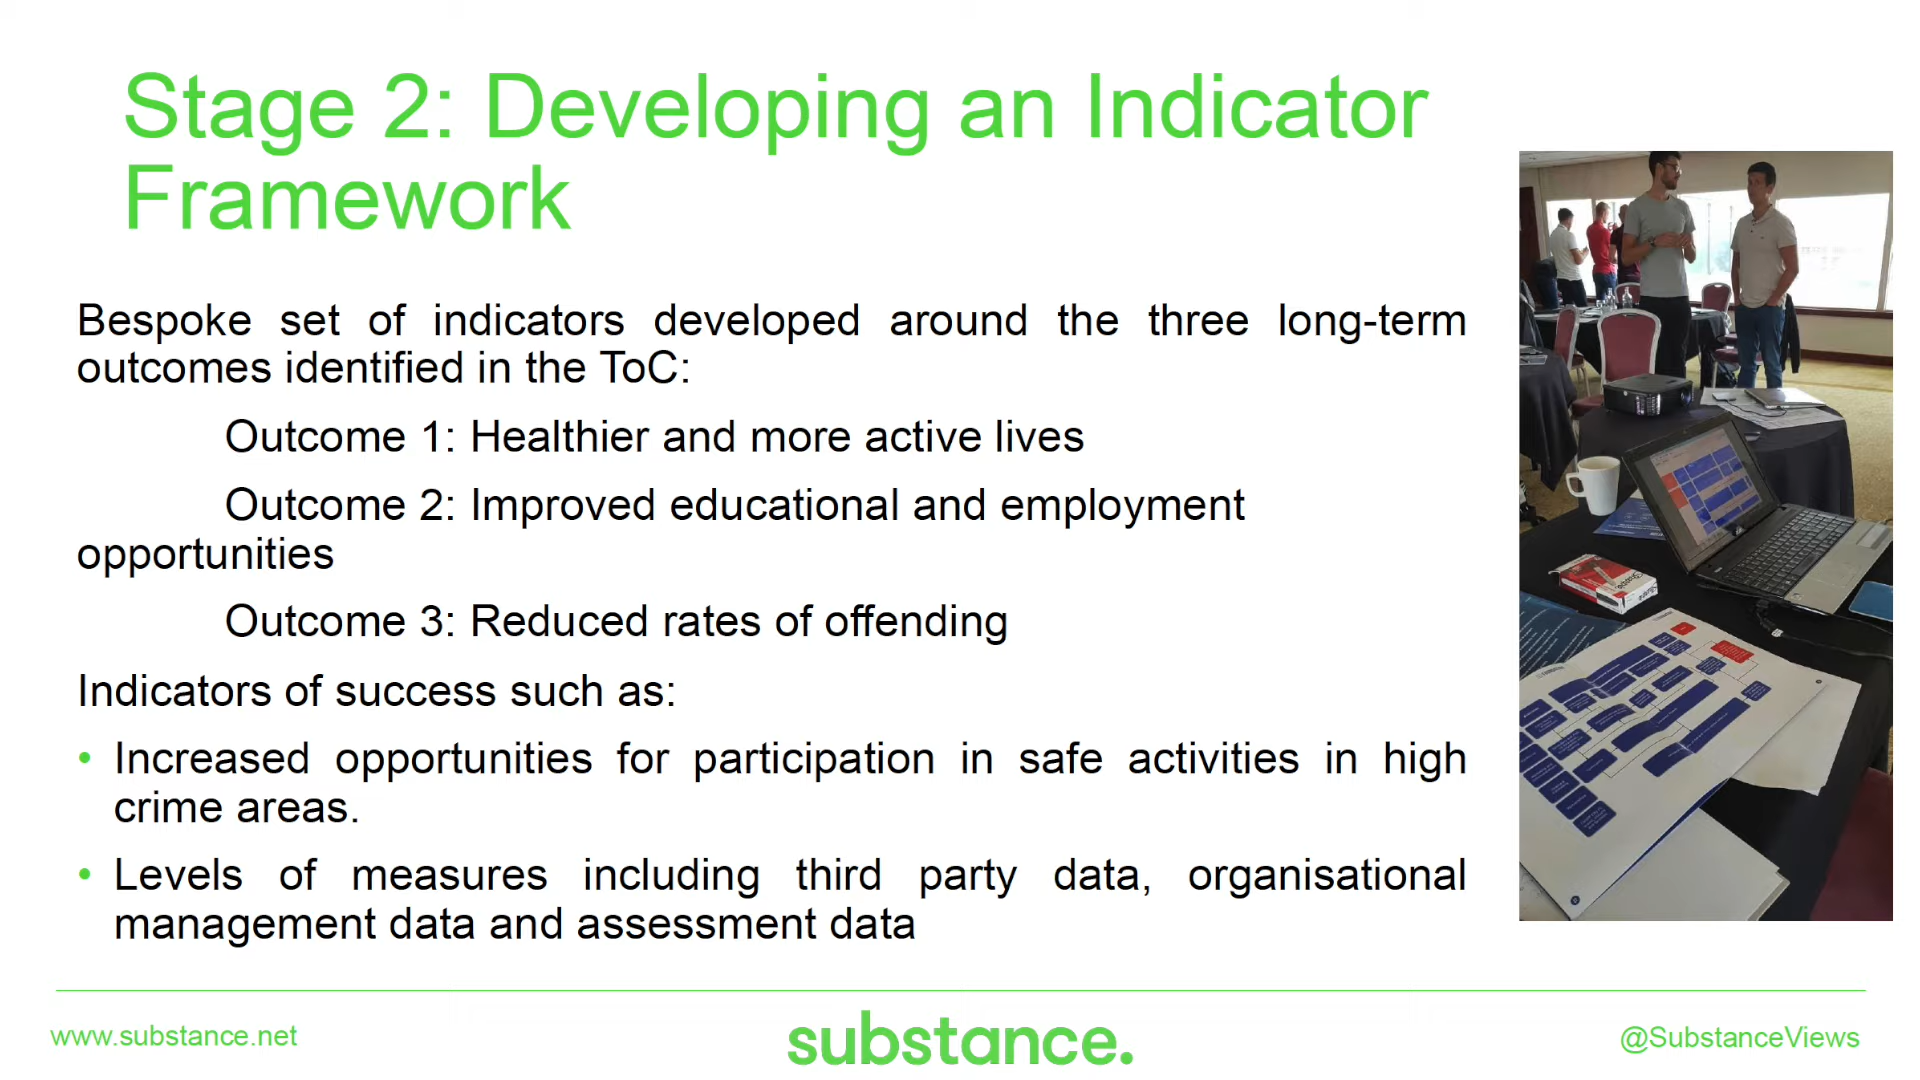 Stage 2: Developing an Indicator
Framework
Bespoke set of indicators developed around the three long-term
outcomes identified in the ToC:
Outcome 1: Healthier and more active lives
Outcome 2: Improved educational and employment
opportunities
Outcome 3: Reduced rates of offending
Indicators of success such as:
• Increased opportunities for participation in safe activities in high
crime areas.
• Levels of measures including third party data, organisational
management data and assessment data
www.substance.net
substance.
@SubstanceViews